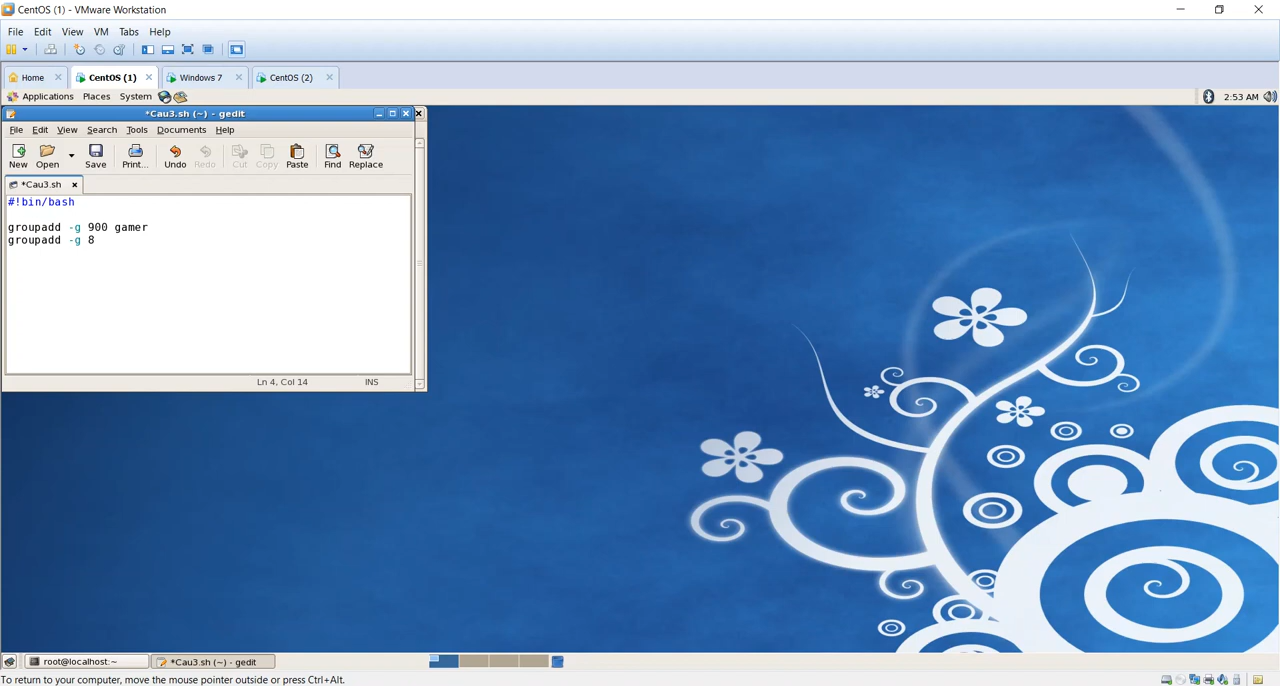 CentOS (1) - VMware Workstation
File Edit View VM Tabs Help
Home CentOS (1) Windows 7 CentOS (2)
Applications Places System 2:53 AM
*Cau3.sh (~) - gedit
File Edit View Search Tools Documents Help
New Open Save Print... Undo Redo Cut Copy Paste Find Replace
*Cau3.sh
#!bin/bash
groupadd -g 900 gamer
groupadd -g 8
Ln 4, Col 14 INS
root@localhost:~ *Cau3.sh (~) - gedit
To return to your computer, move the mouse pointer outside or press Ctrl+Alt.